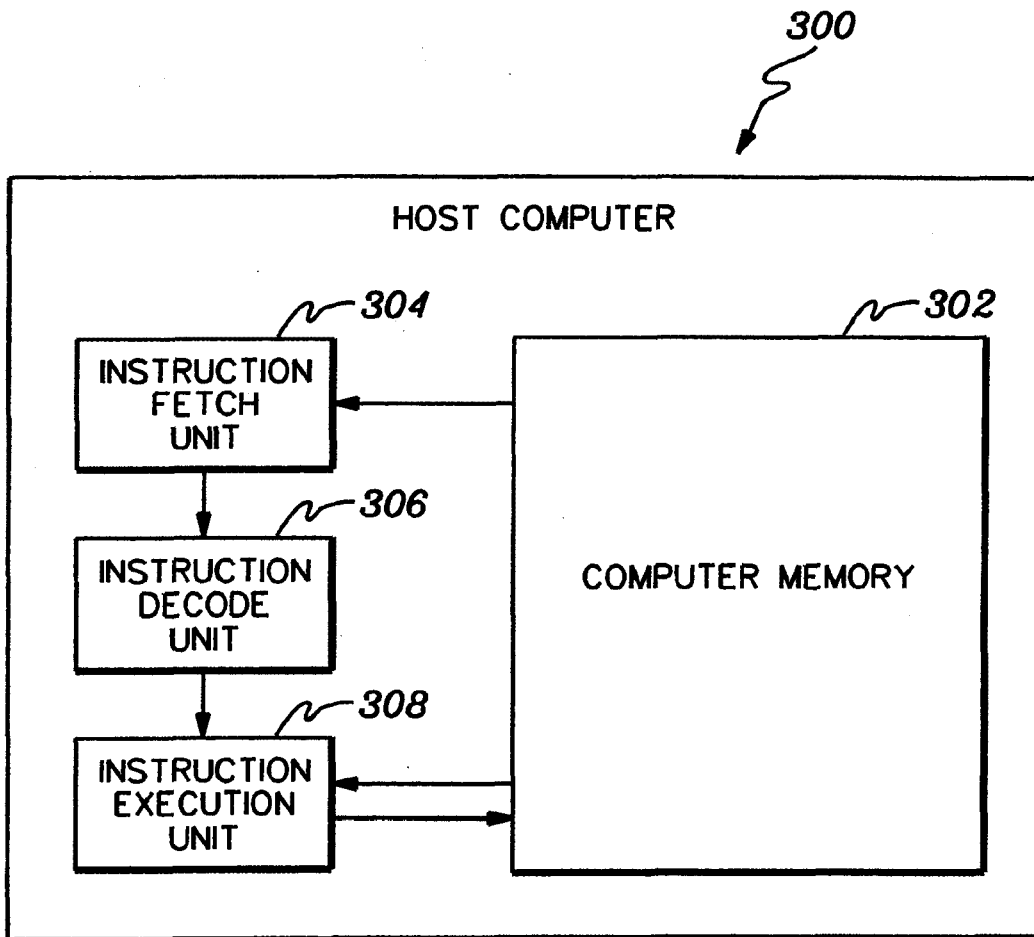 300
HOST COMPUTER
304
INSTRUCTION
FETCH
UNIT
302
COMPUTER MEMORY
306
INSTRUCTION
DECODE
UNIT
308
INSTRUCTION
EXECUTION
UNIT